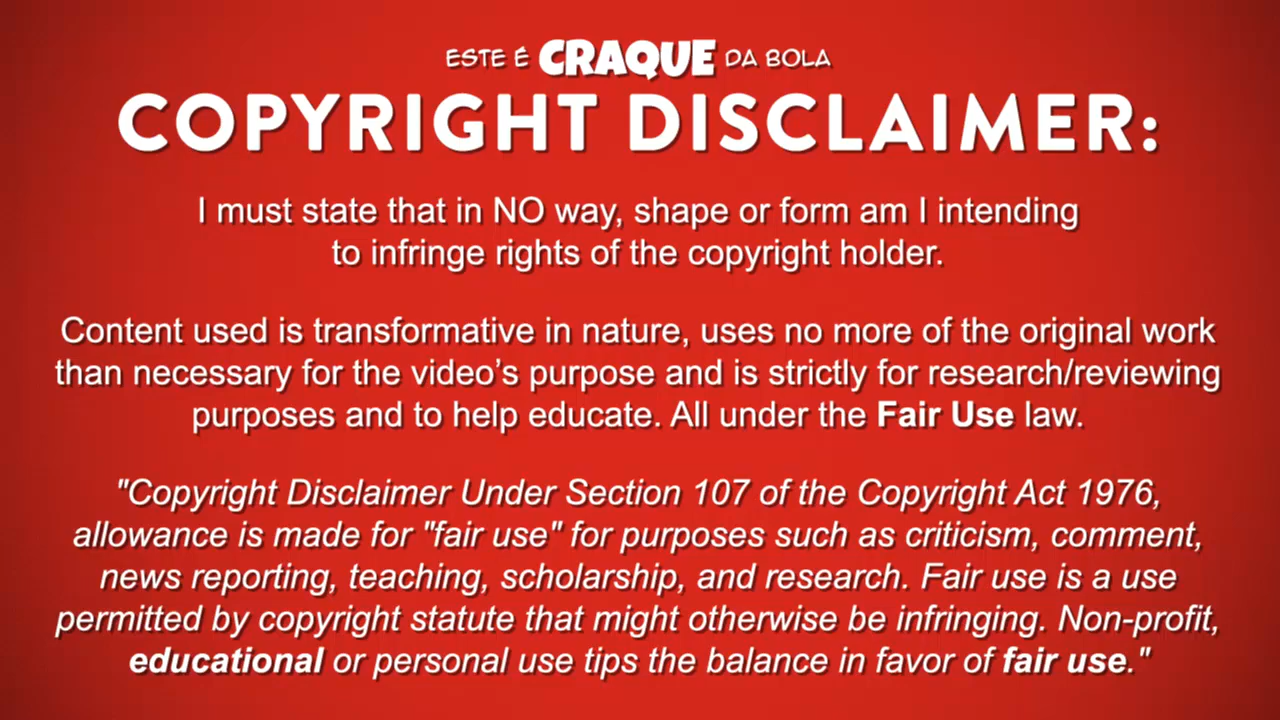 ESTE É CRAQUE DA BOLA
COPYRIGHT DISCLAIMER:
I must state that in NO way, shape or form am I intending
to infringe rights of the copyright holder.
Content used is transformative in nature, uses no more of the original work
than necessary for the video’s purpose and is strictly for research/reviewing
purposes and to help educate. All under the Fair Use law.
"Copyright Disclaimer Under Section 107 of the Copyright Act 1976,
allowance is made for "fair use" for purposes such as criticism, comment,
news reporting, teaching, scholarship, and research. Fair use is a use
permitted by copyright statute that might otherwise be infringing. Non-profit,
educational or personal use tips the balance in favor of fair use."